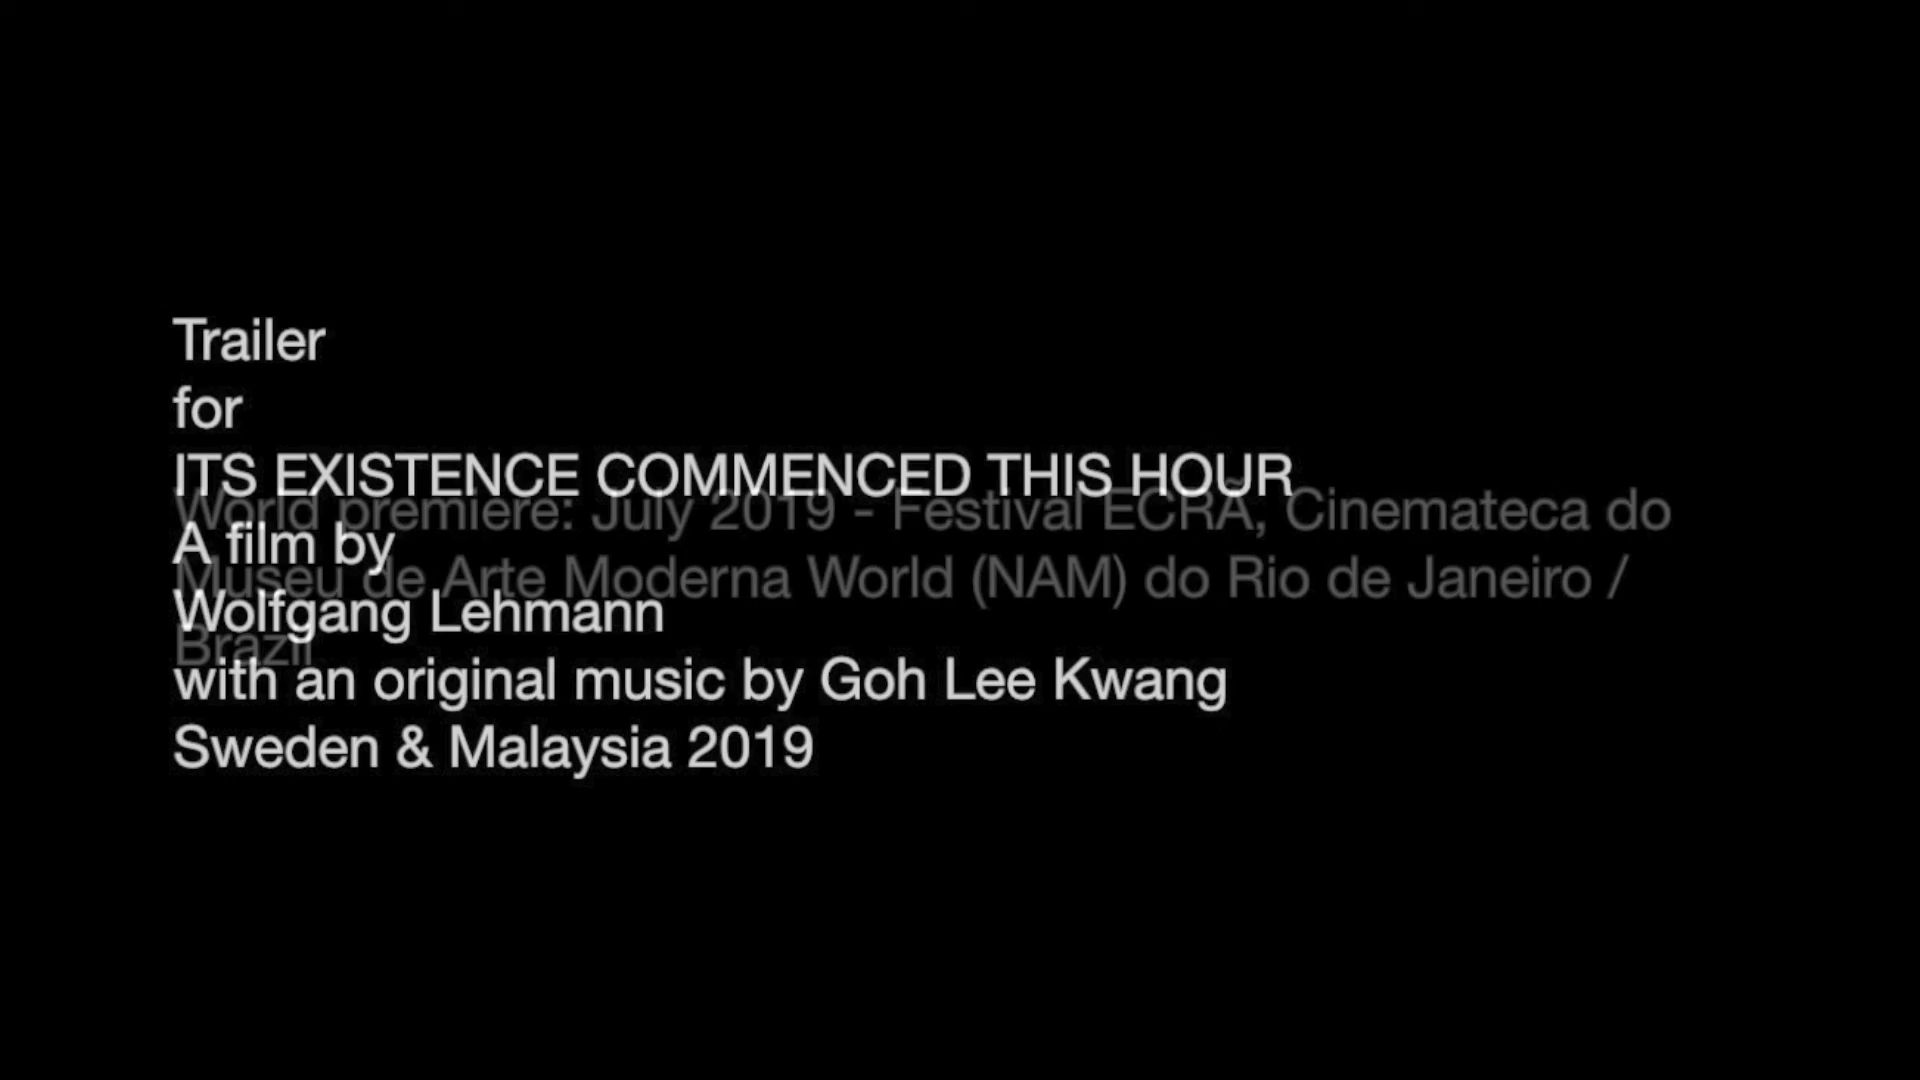 Trailer
for
ITS EXISTENCE COMMENCED THIS HOUR
World premiere: July 2019 - Festival ECRÃ, Cinemateca do
A film by
Museu de Arte Moderna World (NAM) do Rio de Janeiro /
Wolfgang Lehmann
Brazil
with an original music by Goh Lee Kwang
Sweden & Malaysia 2019